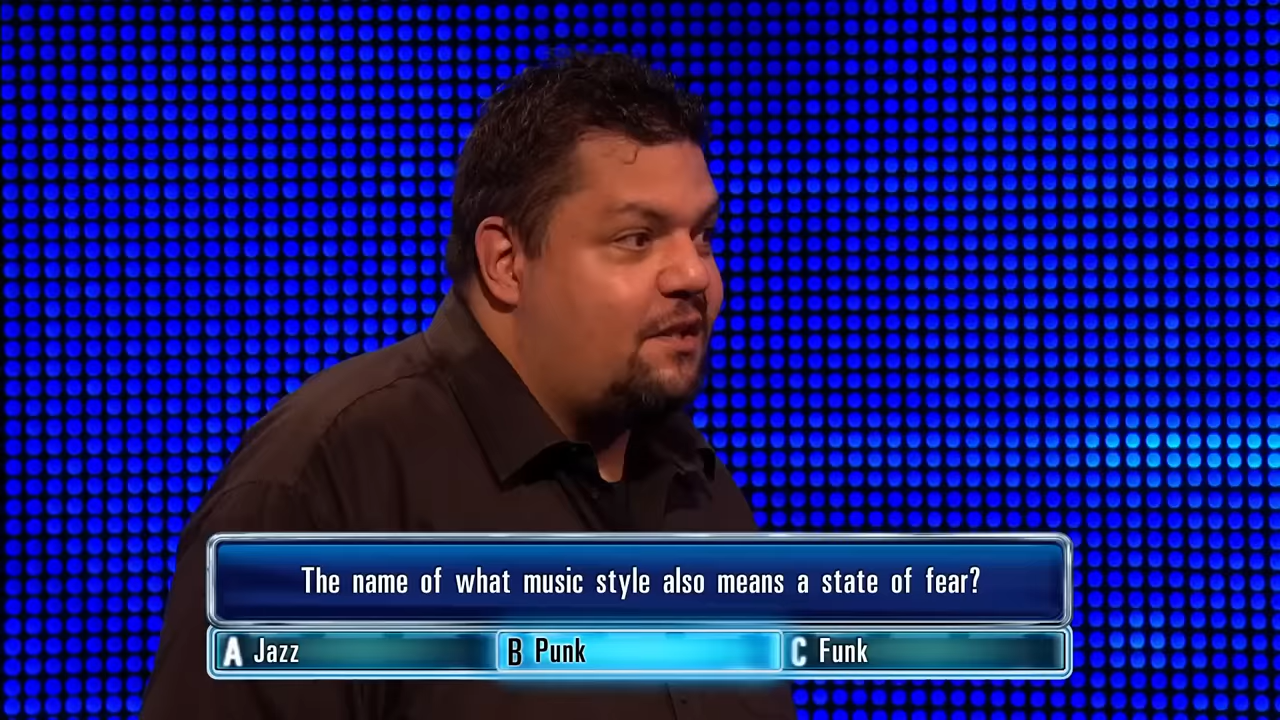 The name of what music style also means a state of fear?
A Jazz B Punk C Funk